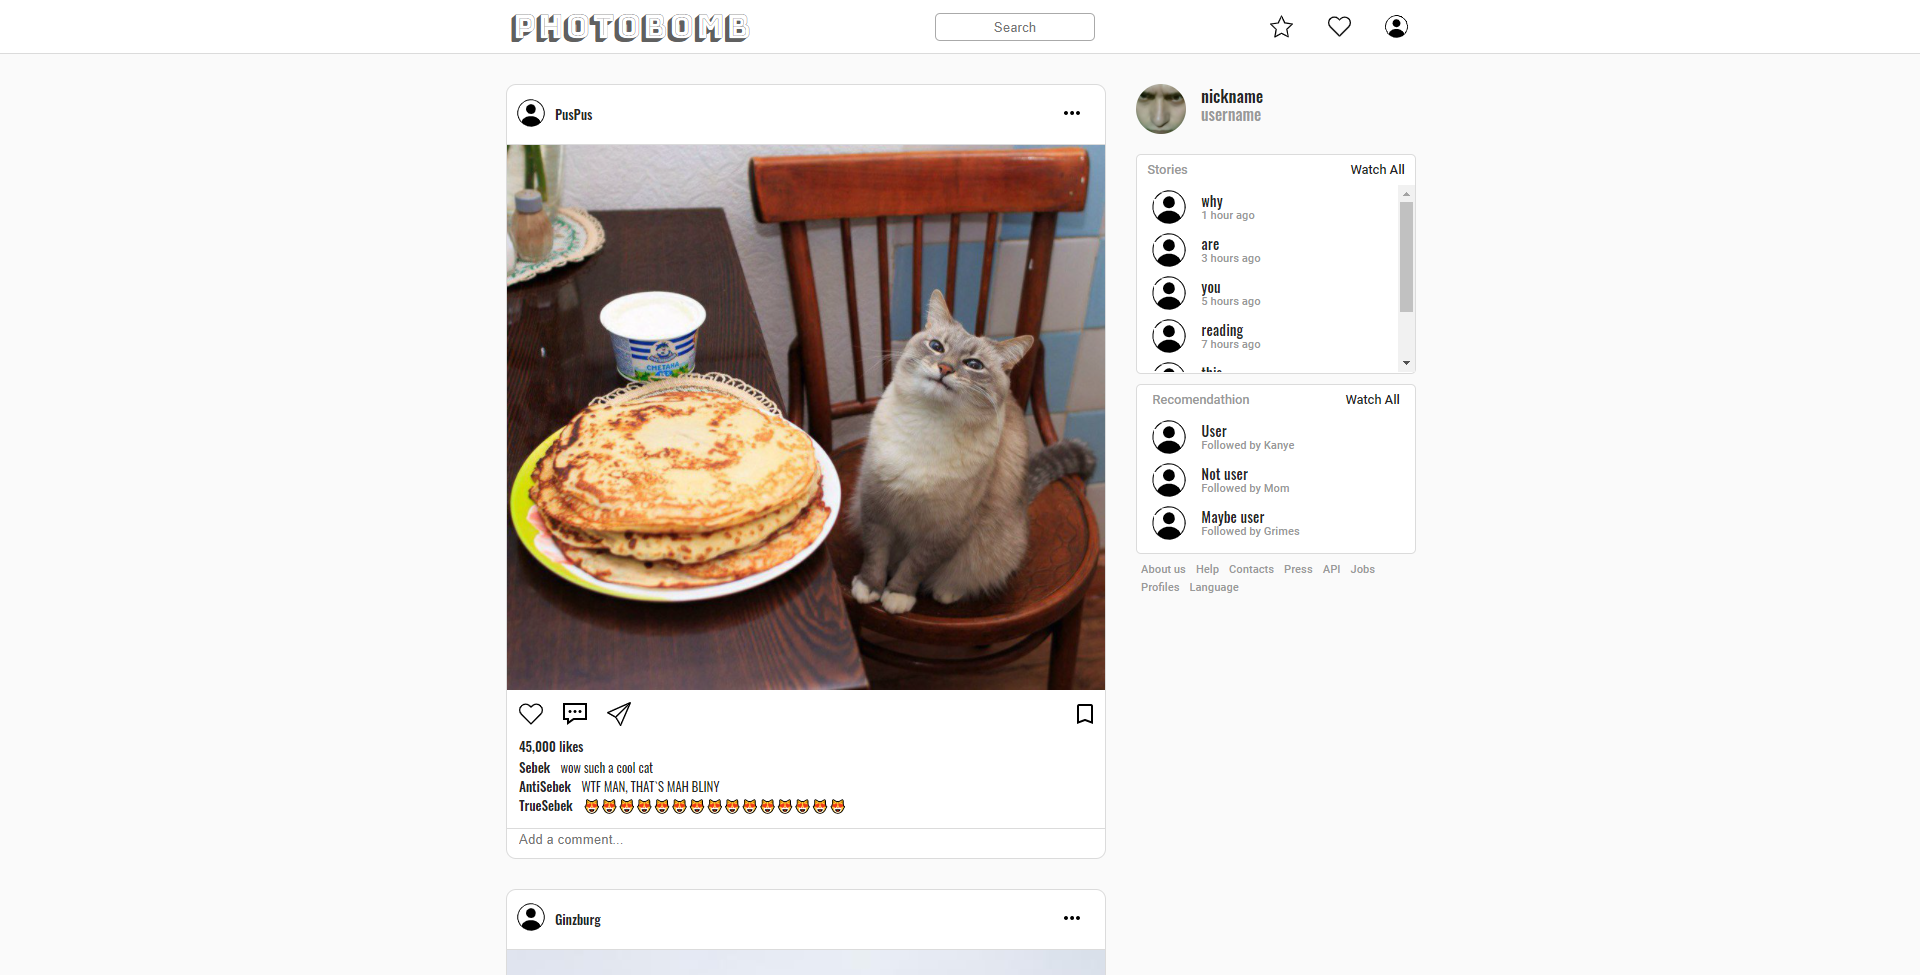 PHOTOBOMB
Search
PusPus
СМЕТАНА
45,000 likes
Sebek wow such a cool cat
AntiSebek WTF MAN, THAT`S MAH BLINY
TrueSebek 😻😻😻😻😻😻😻😻😻😻😻😻😻😻😻
Add a comment...
Ginzburg
nickname
username
Stories Watch All
why
1 hour ago
are
3 hours ago
you
5 hours ago
reading
7 hours ago
this
Recomendathion Watch All
User
Followed by Kanye
Not user
Followed by Mom
Maybe user
Followed by Grimes
About us Help Contacts Press API Jobs
Profiles Language